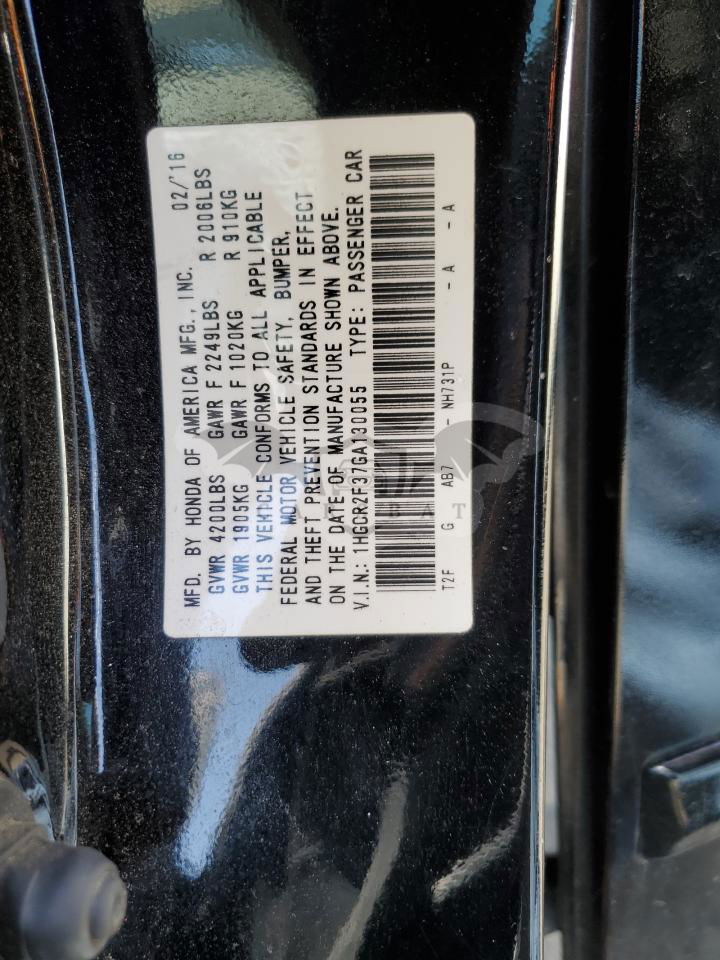 MFD. BY HONDA OF AMERICA MFG., INC. 02/'16
GVWR 4200LBS GAWR F 2249LBS R 2006LBS
GVWR 1905KG GAWR F 1020KG R 910KG
THIS VEHICLE CONFORMS TO ALL APPLICABLE
FEDERAL MOTOR VEHICLE SAFETY, BUMPER,
AND THEFT PREVENTION STANDARDS IN EFFECT
ON THE DATE OF MANUFACTURE SHOWN ABOVE.
V.I.N.: 1HGCR2F37GA130055 TYPE: PASSENGER CAR
G AB7 - NH731P - A - A
T2F